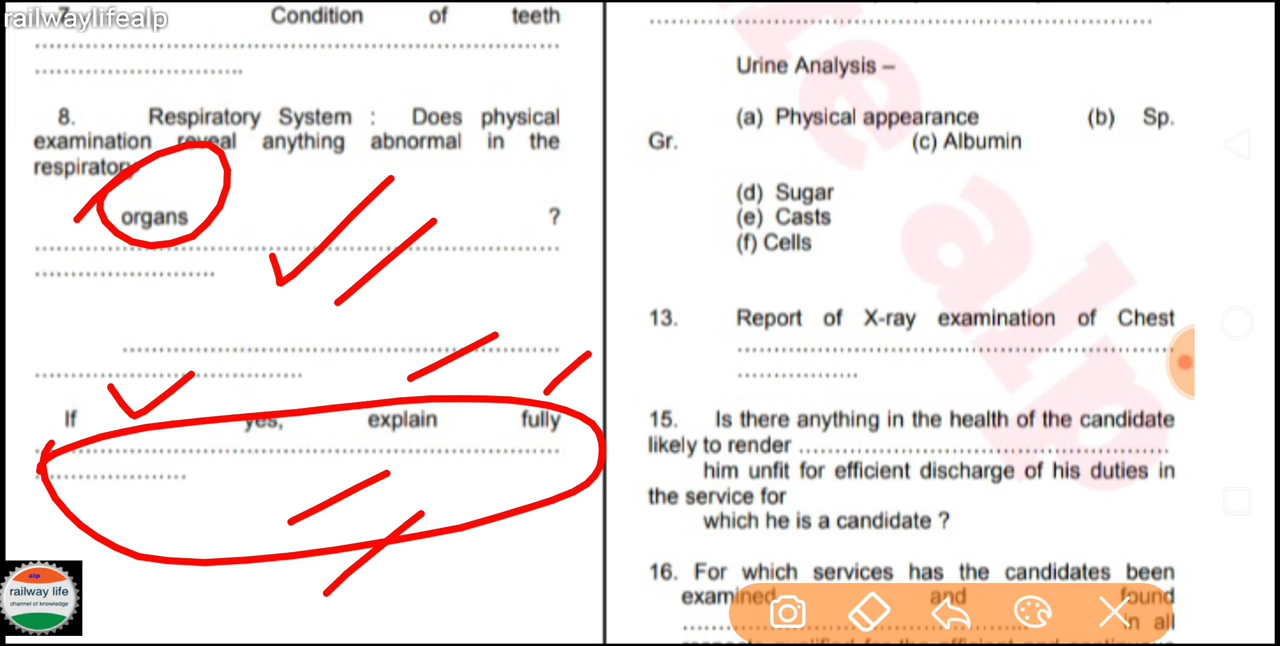 railwaylifealp
7. Condition of teeth
8. Respiratory System : Does physical
examination reveal anything abnormal in the
respiratory
organs ?
If yes, explain fully
alp
railway life
channel of knowledge
Urine Analysis –
(a) Physical appearance (b) Sp.
Gr. (c) Albumin
(d) Sugar
(e) Casts
(f) Cells
13. Report of X-ray examination of Chest
15. Is there anything in the health of the candidate
likely to render
him unfit for efficient discharge of his duties in
the service for
which he is a candidate ?
16. For which services has the candidates been
examined and found
in all